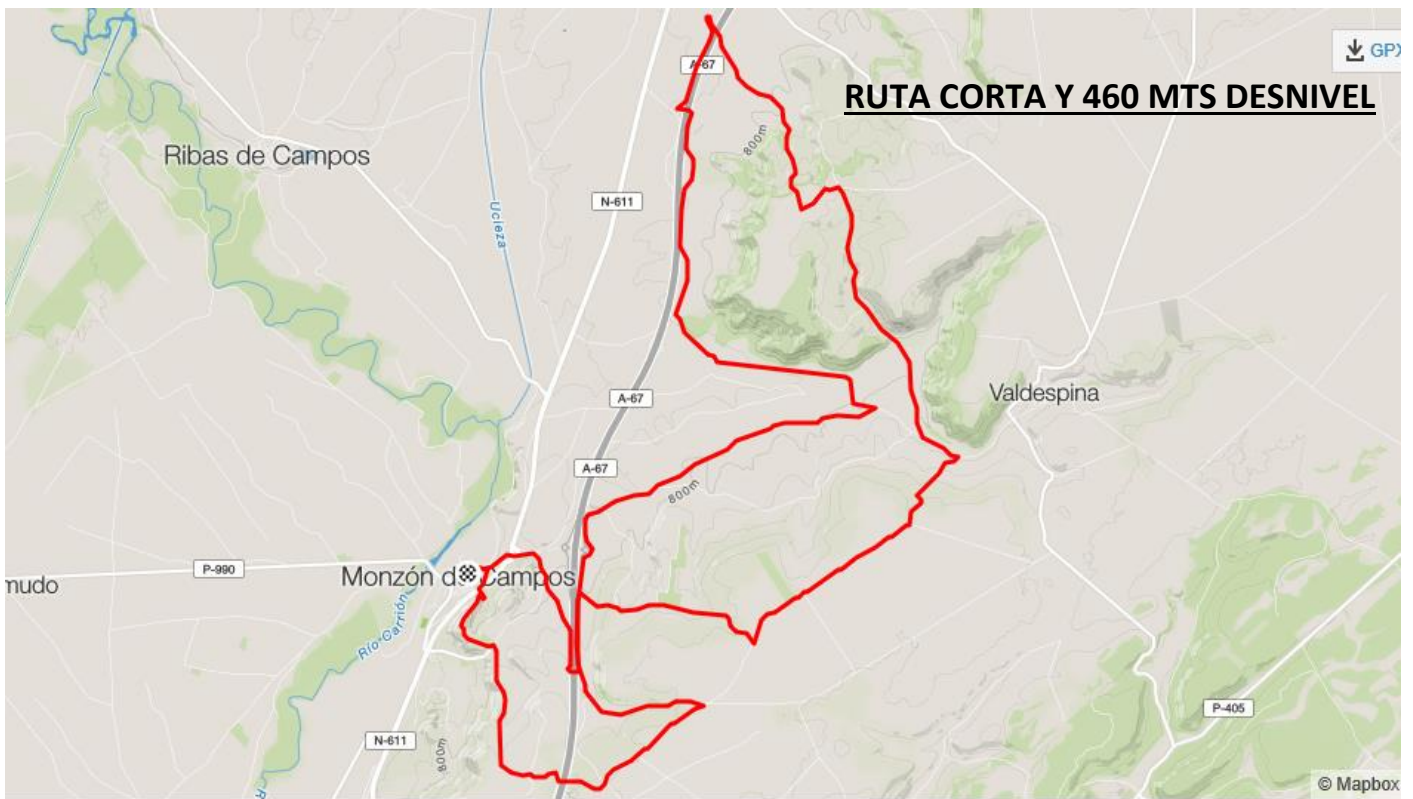 GPX
A-67
RUTA CORTA Y 460 MTS DESNIVEL
800m
Ribas de Campos
N-611
Ucieza
Valdespina
A-67
A-67
800m
P-990
Monzón d Campos
mudo
Río Carrión
P-405
N-611
800m
R
© Mapbox